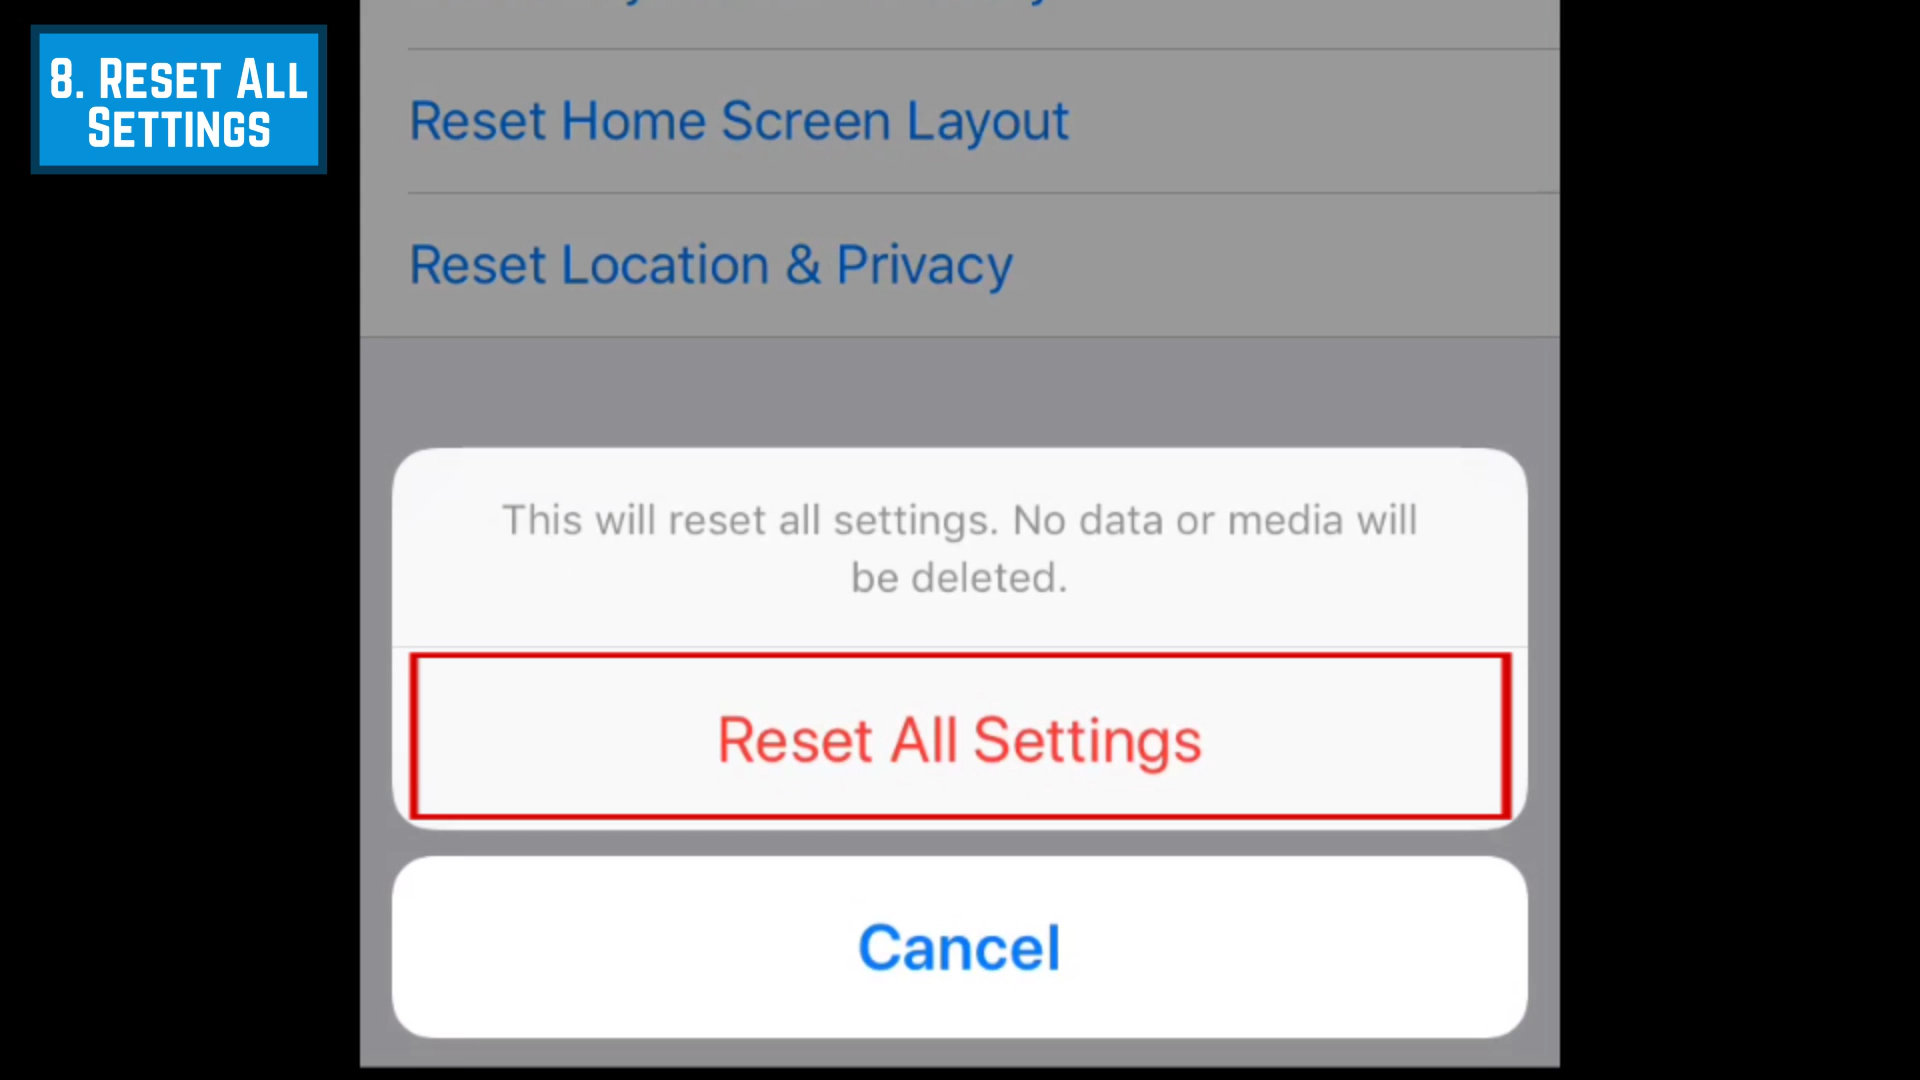 8. Reset All
Settings
Reset Home Screen Layout
Reset Location & Privacy
This will reset all settings. No data or media will
be deleted.
Reset All Settings
Cancel